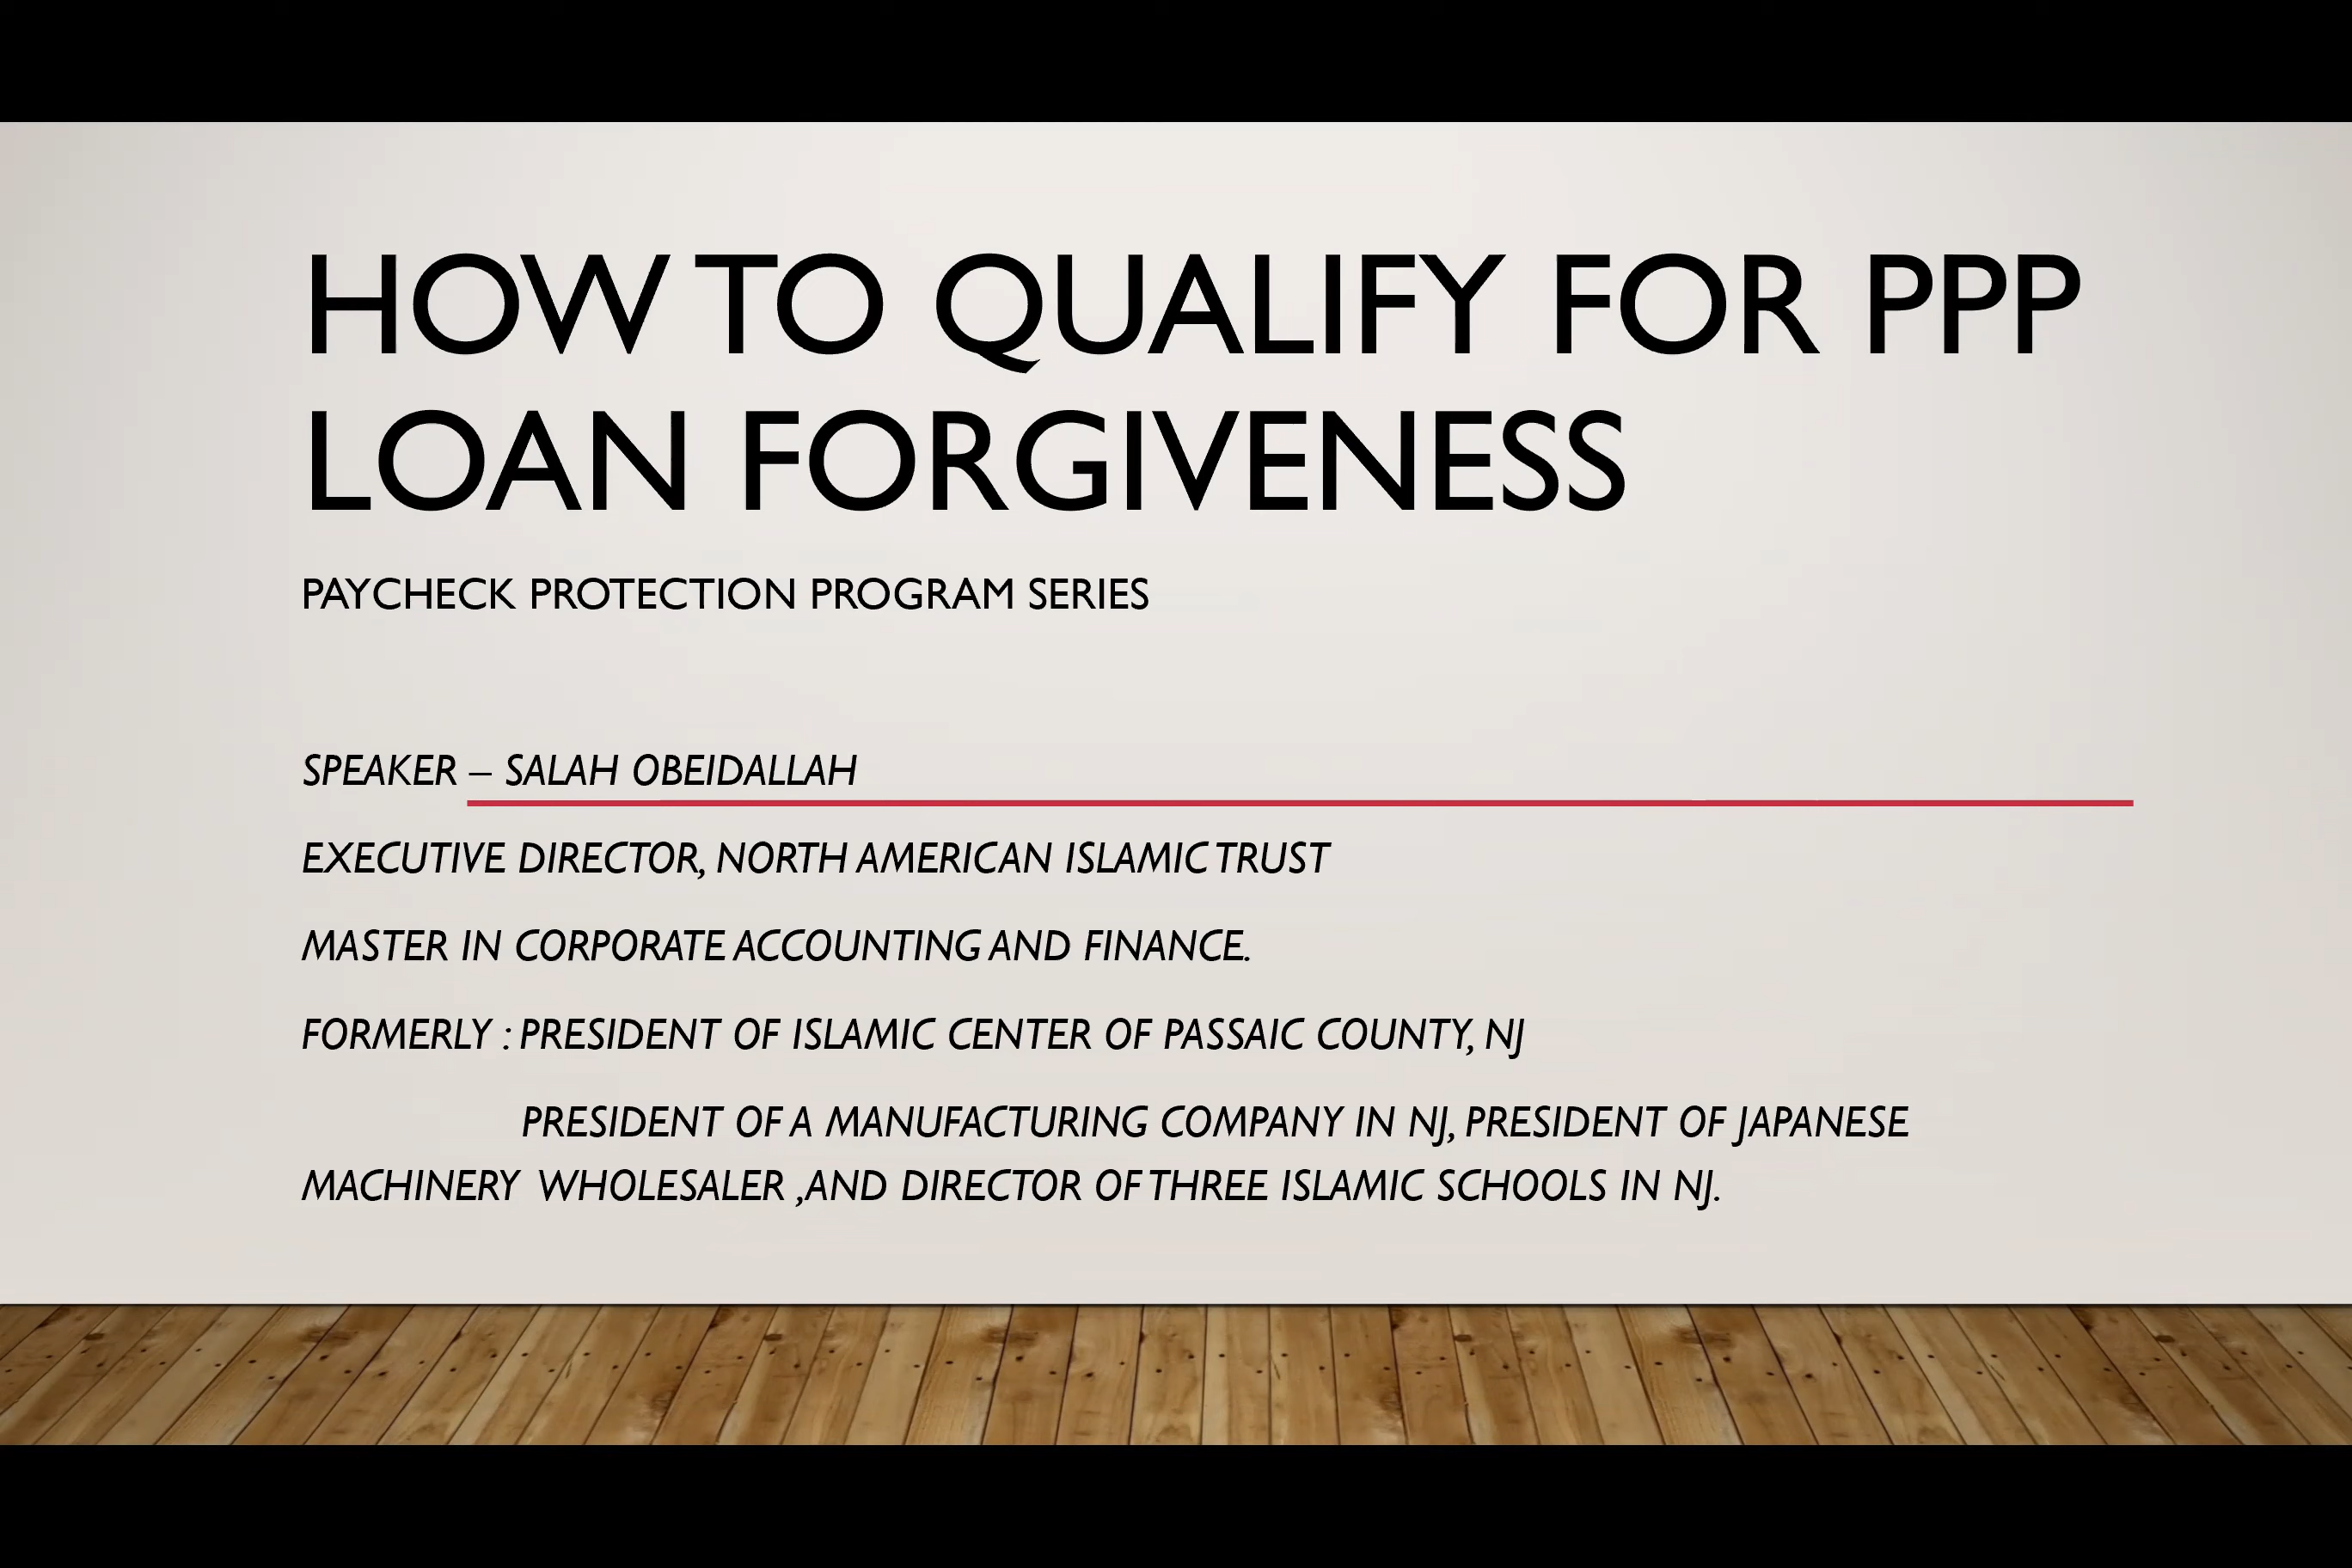 HOW TO QUALIFY FOR PPP
LOAN FORGIVENESS
PAYCHECK PROTECTION PROGRAM SERIES
SPEAKER – SALAH OBEIDALLAH
EXECUTIVE DIRECTOR, NORTH AMERICAN ISLAMIC TRUST
MASTER IN CORPORATE ACCOUNTING AND FINANCE.
FORMERLY : PRESIDENT OF ISLAMIC CENTER OF PASSAIC COUNTY, NJ
PRESIDENT OF A MANUFACTURING COMPANY IN NJ, PRESIDENT OF JAPANESE
MACHINERY WHOLESALER ,AND DIRECTOR OF THREE ISLAMIC SCHOOLS IN NJ.